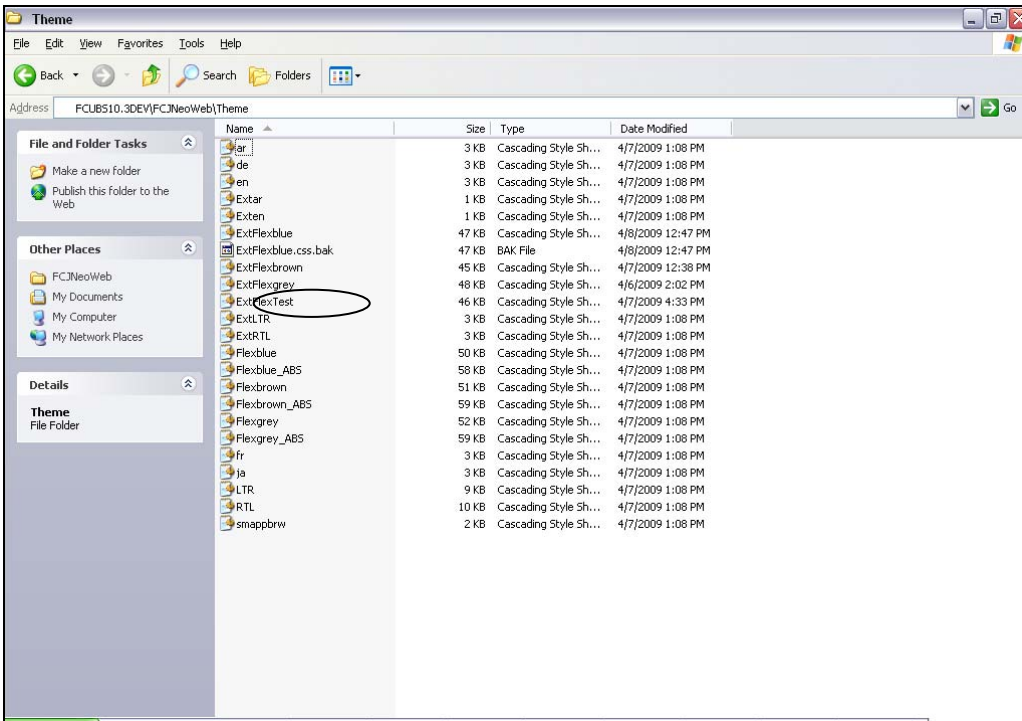 Theme
File Edit View Favorites Tools Help
Back Search Folders
Address FCUBS10.3DEV\FCJNeoWeb\Theme Go
File and Folder Tasks
Make a new folder
Publish this folder to the
Web
Other Places
FCJNeoWeb
My Documents
My Computer
My Network Places
Details
Theme
File Folder
Name Size Type Date Modified
ar 3 KB Cascading Style Sh... 4/7/2009 1:08 PM
de 3 KB Cascading Style Sh... 4/7/2009 1:08 PM
en 3 KB Cascading Style Sh... 4/7/2009 1:08 PM
Extar 1 KB Cascading Style Sh... 4/7/2009 1:08 PM
Exten 1 KB Cascading Style Sh... 4/7/2009 1:08 PM
ExtFlexblue 47 KB Cascading Style Sh... 4/8/2009 12:47 PM
ExtFlexblue.css.bak 47 KB BAK File 4/8/2009 12:47 PM
ExtFlexbrown 45 KB Cascading Style Sh... 4/7/2009 12:38 PM
ExtFlexgrey 48 KB Cascading Style Sh... 4/6/2009 2:02 PM
ExtFlexTest 46 KB Cascading Style Sh... 4/7/2009 4:33 PM
ExtLTR 3 KB Cascading Style Sh... 4/7/2009 1:08 PM
ExtRTL 3 KB Cascading Style Sh... 4/7/2009 1:08 PM
Flexblue 50 KB Cascading Style Sh... 4/7/2009 1:08 PM
Flexblue_ABS 58 KB Cascading Style Sh... 4/7/2009 1:08 PM
Flexbrown 51 KB Cascading Style Sh... 4/7/2009 1:08 PM
Flexbrown_ABS 59 KB Cascading Style Sh... 4/7/2009 1:08 PM
Flexgrey 52 KB Cascading Style Sh... 4/7/2009 1:08 PM
Flexgrey_ABS 59 KB Cascading Style Sh... 4/7/2009 1:08 PM
fr 3 KB Cascading Style Sh... 4/7/2009 1:08 PM
ja 3 KB Cascading Style Sh... 4/7/2009 1:08 PM
LTR 9 KB Cascading Style Sh... 4/7/2009 1:08 PM
RTL 10 KB Cascading Style Sh... 4/7/2009 1:08 PM
smappbrw 2 KB Cascading Style Sh... 4/7/2009 1:08 PM